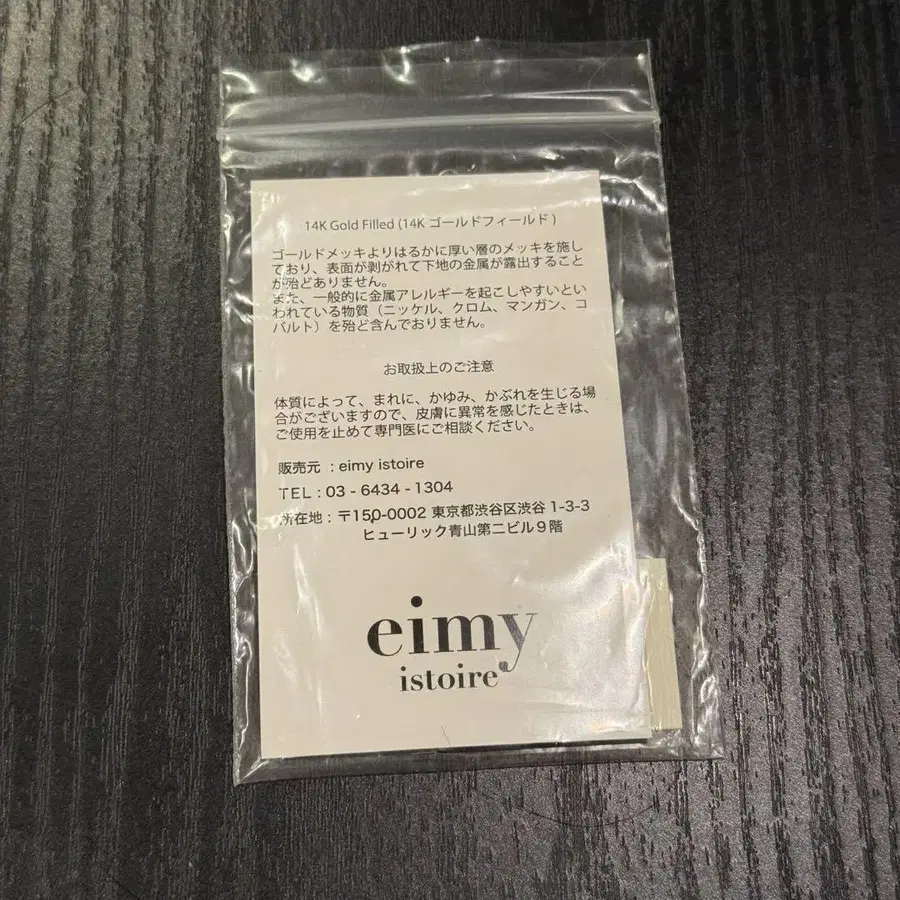 14K Gold Filled (14K ゴールドフィールド)
ゴールドメッキよりはるかに厚い層のメッキを施し
ており、表面が剥がれて下地の金属が露出すること
が殆どありません。
また、一般的に金属アレルギーを起こしやすいとい
われている物質（ニッケル、クロム、マンガン、コ
バルト）を殆ど含んでおりません。
お取扱上のご注意
体質によって、まれに、かゆみ、かぶれを生じる場
合がございますので、皮膚に異常を感じたときは、
ご使用を止めて専門医にご相談ください。
販売元 : eimy istoire
TEL : 03 - 6434 - 1304
所在地 : 〒150-0002 東京都渋谷区渋谷 1-3-3
ヒューリック青山第二ビル９階
eimy
istoire